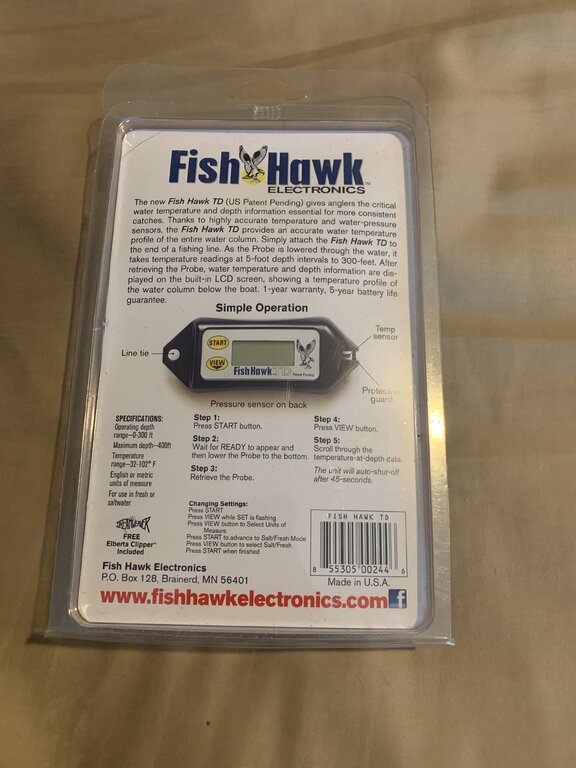 Fish Hawk™
ELECTRONICS
The new Fish Hawk TD (US Patent Pending) gives anglers the critical
water temperature and depth information essential for more consistent
catches. Thanks to highly accurate temperature and water-pressure
sensors, the Fish Hawk TD provides an accurate water temperature
profile of the entire water column. Simply attach the Fish Hawk TD to
the end of a fishing line. As the Probe is lowered through the water, it
takes temperature readings at 5-foot depth intervals to 300-feet. After
retrieving the Probe, water temperature and depth information are dis-
played on the built-in LCD screen, showing a temperature profile of
the water column below the boat. 1-year warranty, 5-year battery life
guarantee.
Simple Operation
Line tie
START
VIEW
Fish Hawk TD
Patent Pending
Temp
sensor
Protective
guard
Pressure sensor on back
SPECIFICATIONS:
Operating depth
range–0-300 ft
Maximum depth–400ft
Temperature
range–32-102° F
English or metric
units of measure
For use in fresh or
saltwater
Step 1:
Press START button.
Step 2:
Wait for READY to appear and
then lower the Probe to the bottom.
Step 3:
Retrieve the Probe.
Step 4:
Press VIEW button.
Step 5:
Scroll through the
temperature-at-depth data.
The unit will auto-shut-off
after 45-seconds.
FREE
Elberta Clipper™
Included
Changing Settings:
Press START
Press VIEW while SET is flashing
Press VIEW button to Select Units of
Measure
Press START to advance to Salt/Fresh Mode
Press VIEW button to select Salt/Fresh
Press START when finished
FISH HAWK TD
8 55305 00244 6
Made in U.S.A.
Fish Hawk Electronics
P.O. Box 128, Brainerd, MN 56401
www.fishhawkelectronics.com f